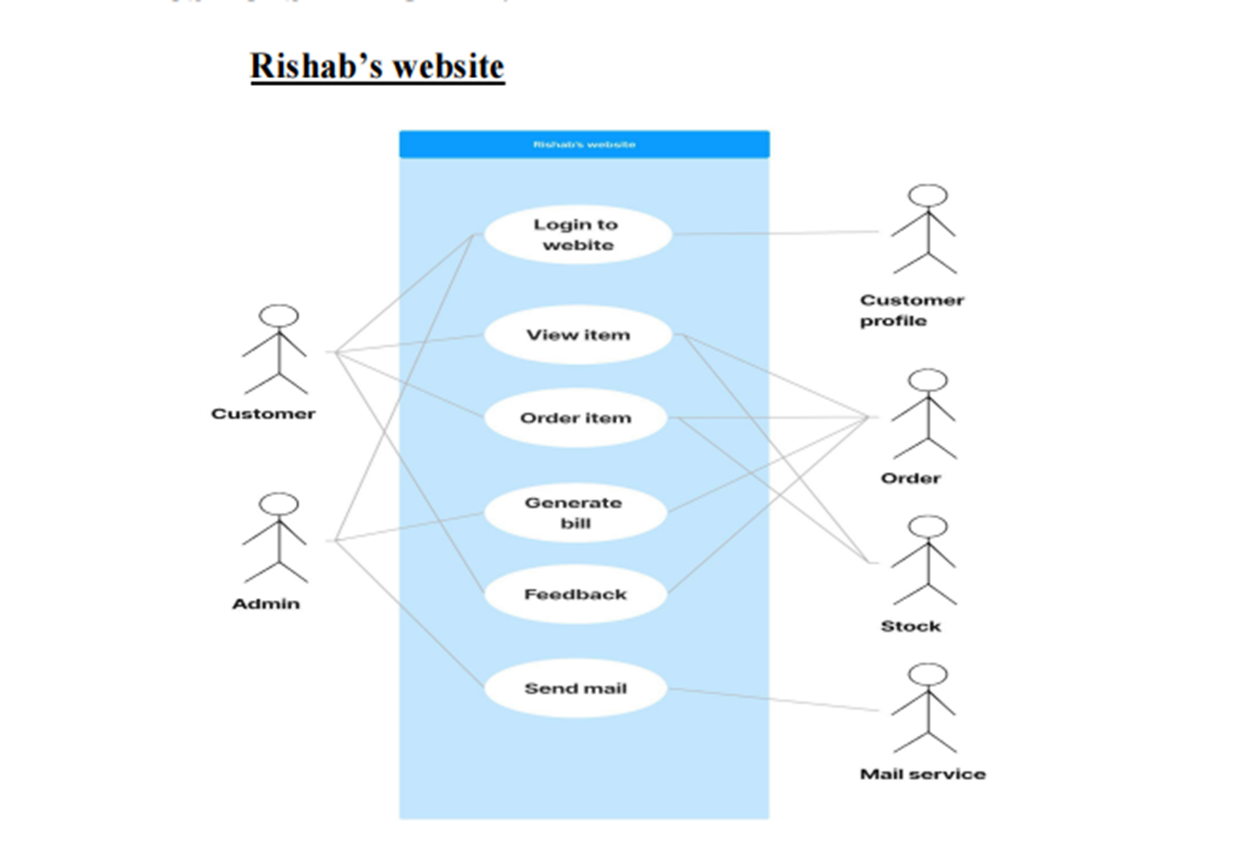 Rishab’s website
Rishab's website
Login to
webite
View item
Order item
Generate
bill
Feedback
Send mail
Customer
Admin
Customer
profile
Order
Stock
Mail service